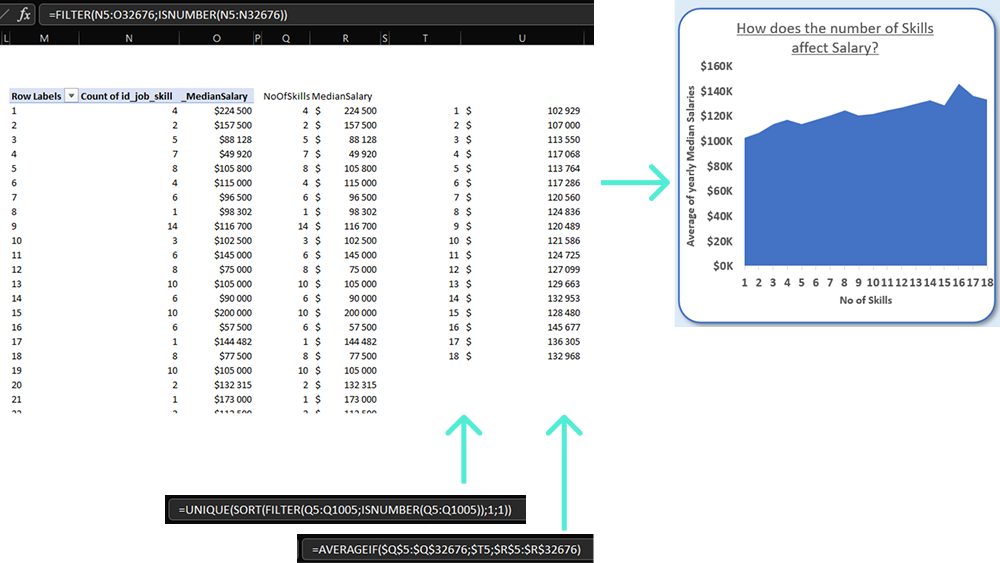 fx =FILTER(N5:O32676;ISNUMBER(N5:N32676))
L M N O P Q R S T U
Row Labels Count of id_job_skill _MedianSalary NoOfSkills MedianSalary
1 4 $224 500 4 $ 224 500 1 $ 102 929
2 2 $157 500 2 $ 157 500 2 $ 107 000
3 5 $88 128 5 $ 88 128 3 $ 113 550
4 7 $49 920 7 $ 49 920 4 $ 117 068
5 8 $105 800 8 $ 105 800 5 $ 113 764
6 4 $115 000 4 $ 115 000 6 $ 117 286
7 6 $96 500 6 $ 96 500 7 $ 120 560
8 1 $98 302 1 $ 98 302 8 $ 124 836
9 14 $116 700 14 $ 116 700 9 $ 120 489
10 3 $102 500 3 $ 102 500 10 $ 121 586
11 6 $145 000 6 $ 145 000 11 $ 124 725
12 8 $75 000 8 $ 75 000 12 $ 127 099
13 10 $105 000 10 $ 105 000 13 $ 129 663
14 6 $90 000 6 $ 90 000 14 $ 132 953
15 10 $200 000 10 $ 200 000 15 $ 128 480
16 6 $57 500 6 $ 57 500 16 $ 145 677
17 1 $144 482 1 $ 144 482 17 $ 136 305
18 8 $77 500 8 $ 77 500 18 $ 132 968
19 10 $105 000 10 $ 105 000
20 2 $132 315 2 $ 132 315
21 1 $173 000 1 $ 173 000
=UNIQUE(SORT(FILTER(Q5:Q1005;ISNUMBER(Q5:Q1005));1;1))
=AVERAGEIF($Q$5:$Q$32676;$T5;$R$5:$R$32676)
How does the number of Skills
affect Salary?
Average of yearly Median Salaries
$160K
$140K
$120K
$100K
$80K
$60K
$40K
$20K
$0K
1 2 3 4 5 6 7 8 9 10 11 12 13 14 15 16 17 18
No of Skills